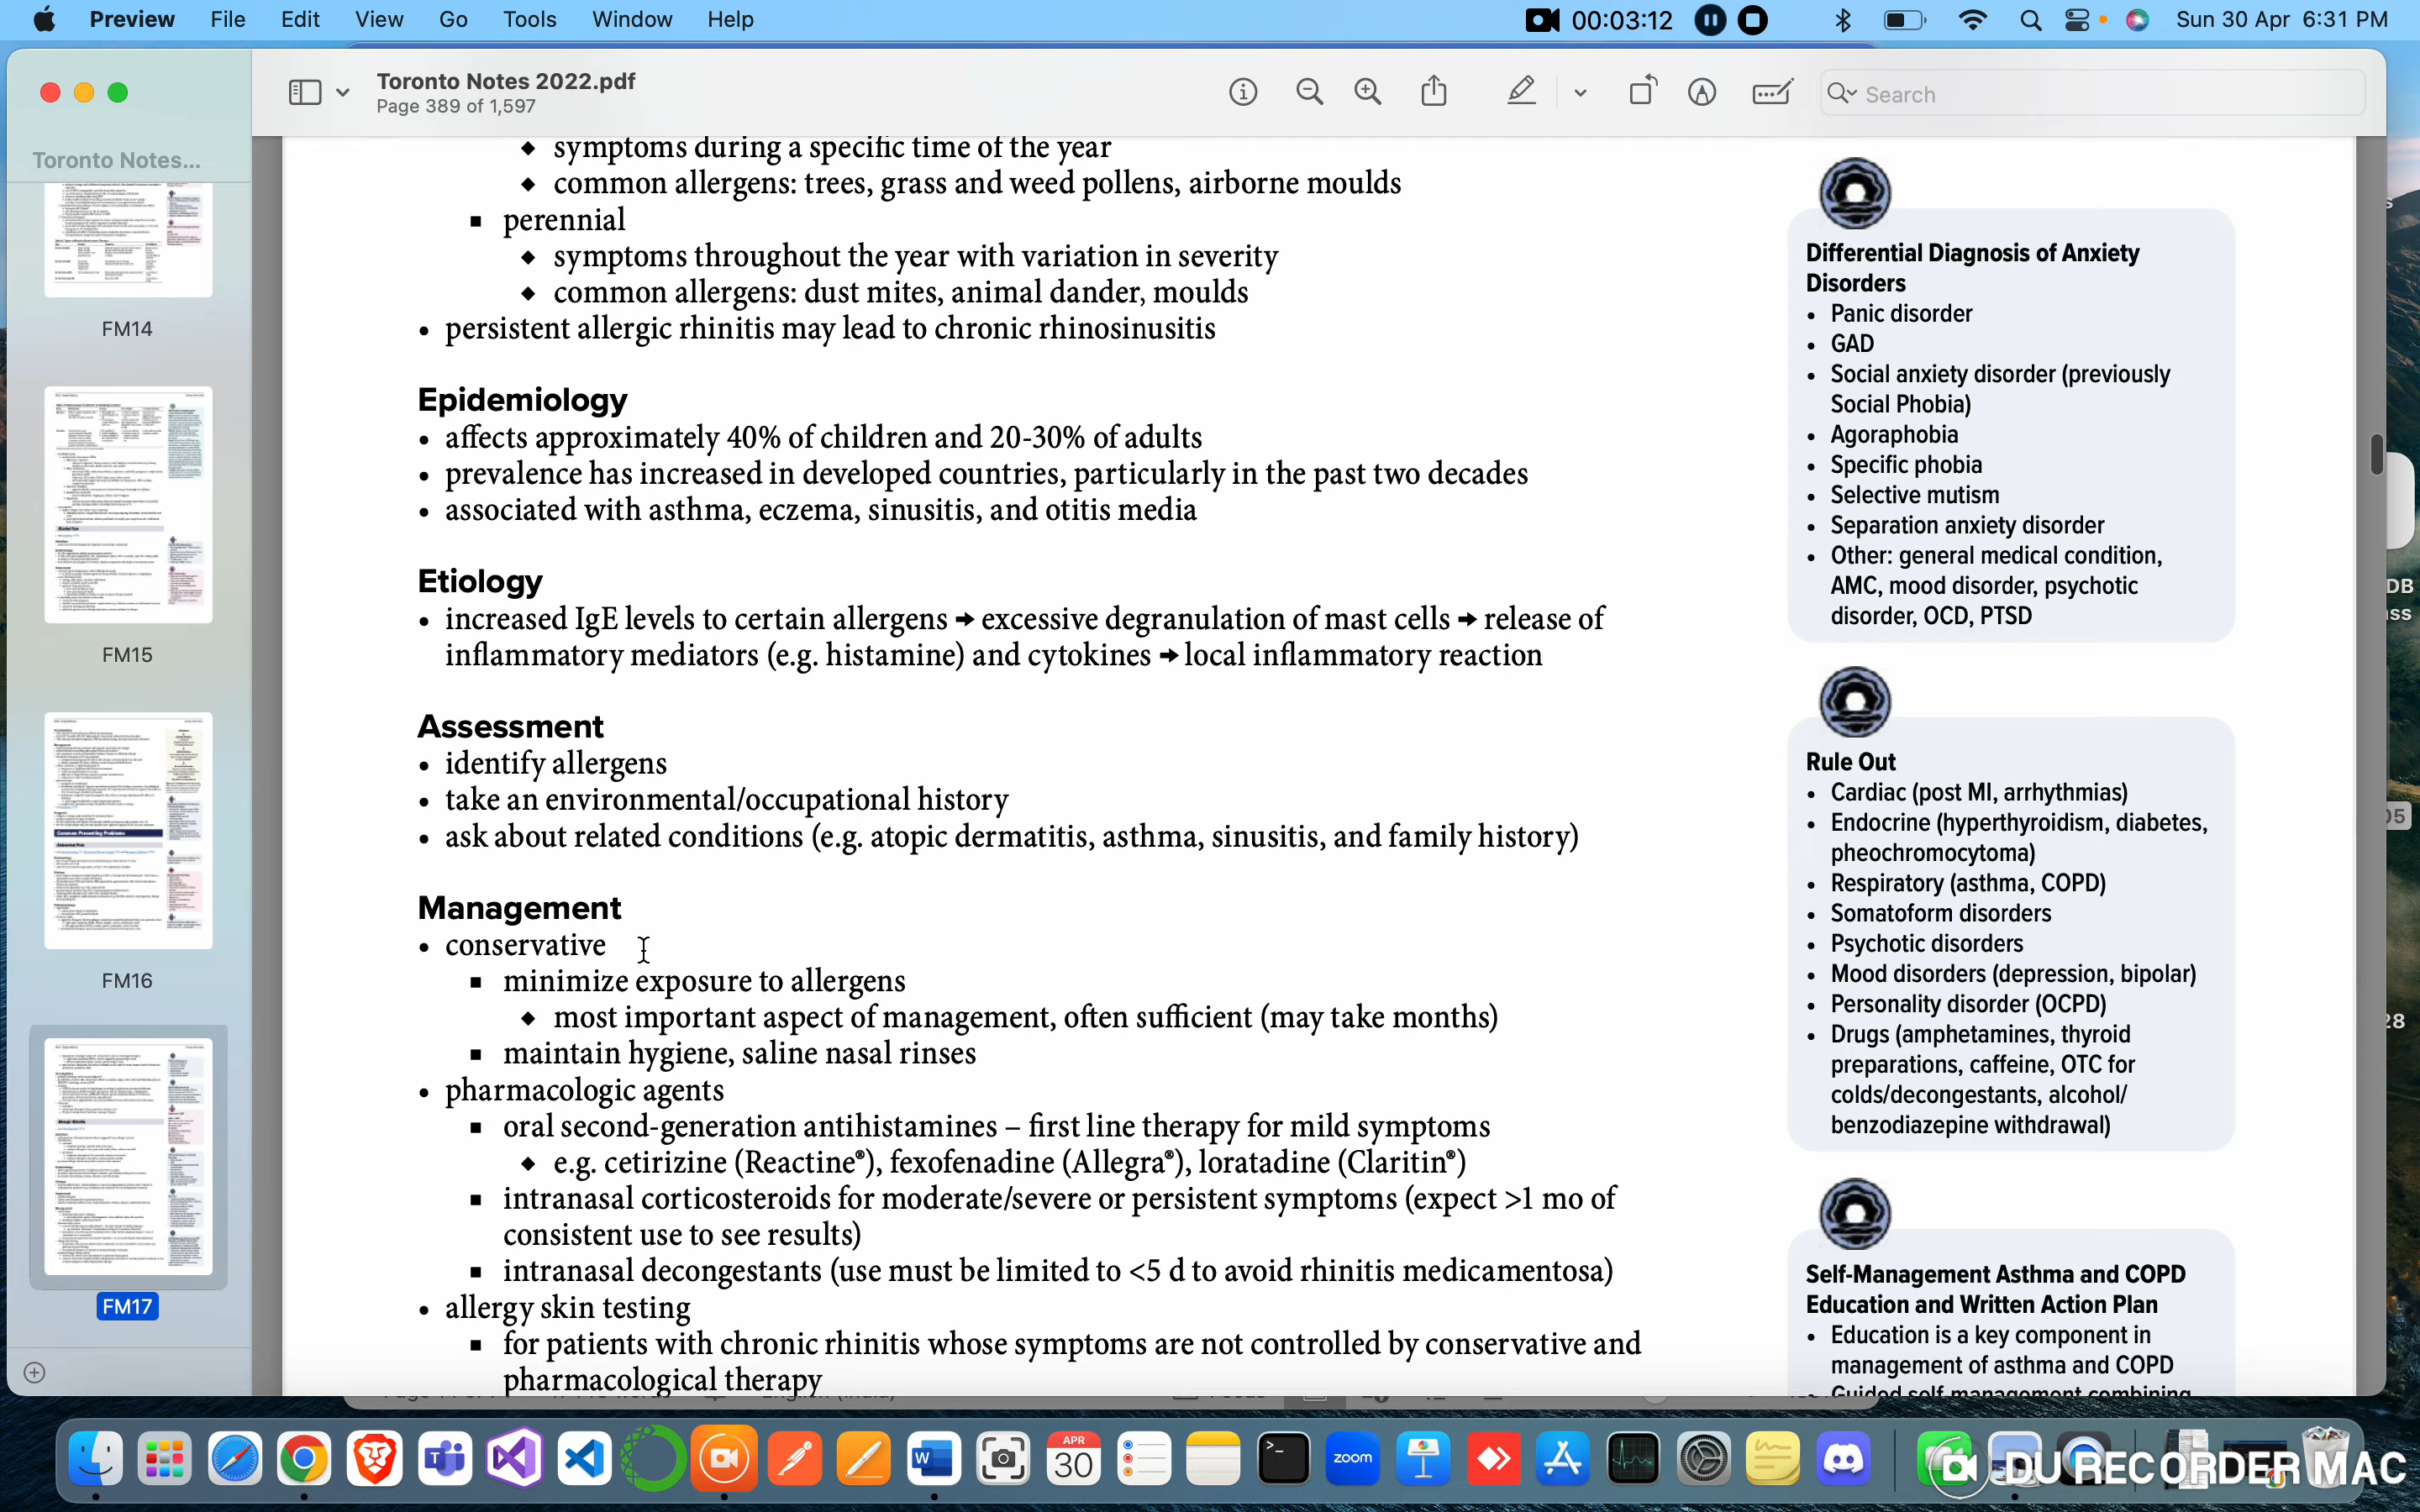 Preview File Edit View Go Tools Window Help 00:03:12 Sun 30 Apr 6:31 PM
Toronto Notes 2022.pdf
Page 389 of 1,597
Search
Toronto Notes...
FM14
FM15
FM16
FM17
◆ symptoms during a specific time of the year
◆ common allergens: trees, grass and weed pollens, airborne moulds
▪ perennial
◆ symptoms throughout the year with variation in severity
◆ common allergens: dust mites, animal dander, moulds
• persistent allergic rhinitis may lead to chronic rhinosinusitis
Epidemiology
• affects approximately 40% of children and 20-30% of adults
• prevalence has increased in developed countries, particularly in the past two decades
• associated with asthma, eczema, sinusitis, and otitis media
Etiology
• increased IgE levels to certain allergens ➔ excessive degranulation of mast cells ➔ release of
inflammatory mediators (e.g. histamine) and cytokines ➔ local inflammatory reaction
Assessment
• identify allergens
• take an environmental/occupational history
• ask about related conditions (e.g. atopic dermatitis, asthma, sinusitis, and family history)
Management
• conservative
▪ minimize exposure to allergens
◆ most important aspect of management, often sufficient (may take months)
▪ maintain hygiene, saline nasal rinses
• pharmacologic agents
▪ oral second-generation antihistamines – first line therapy for mild symptoms
◆ e.g. cetirizine (Reactine®), fexofenadine (Allegra®), loratadine (Claritin®)
▪ intranasal corticosteroids for moderate/severe or persistent symptoms (expect >1 mo of
consistent use to see results)
▪ intranasal decongestants (use must be limited to <5 d to avoid rhinitis medicamentosa)
• allergy skin testing
▪ for patients with chronic rhinitis whose symptoms are not controlled by conservative and
pharmacological therapy
Differential Diagnosis of Anxiety
Disorders
• Panic disorder
• GAD
• Social anxiety disorder (previously
Social Phobia)
• Agoraphobia
• Specific phobia
• Selective mutism
• Separation anxiety disorder
• Other: general medical condition,
AMC, mood disorder, psychotic
disorder, OCD, PTSD
Rule Out
• Cardiac (post MI, arrhythmias)
• Endocrine (hyperthyroidism, diabetes,
pheochromocytoma)
• Respiratory (asthma, COPD)
• Somatoform disorders
• Psychotic disorders
• Mood disorders (depression, bipolar)
• Personality disorder (OCPD)
• Drugs (amphetamines, thyroid
preparations, caffeine, OTC for
colds/decongestants, alcohol/
benzodiazepine withdrawal)
Self-Management Asthma and COPD
Education and Written Action Plan
• Education is a key component in
management of asthma and COPD
• Guided self-management combining
DB
ss
05
28
APR
30
zoom
DU RECORDER MAC